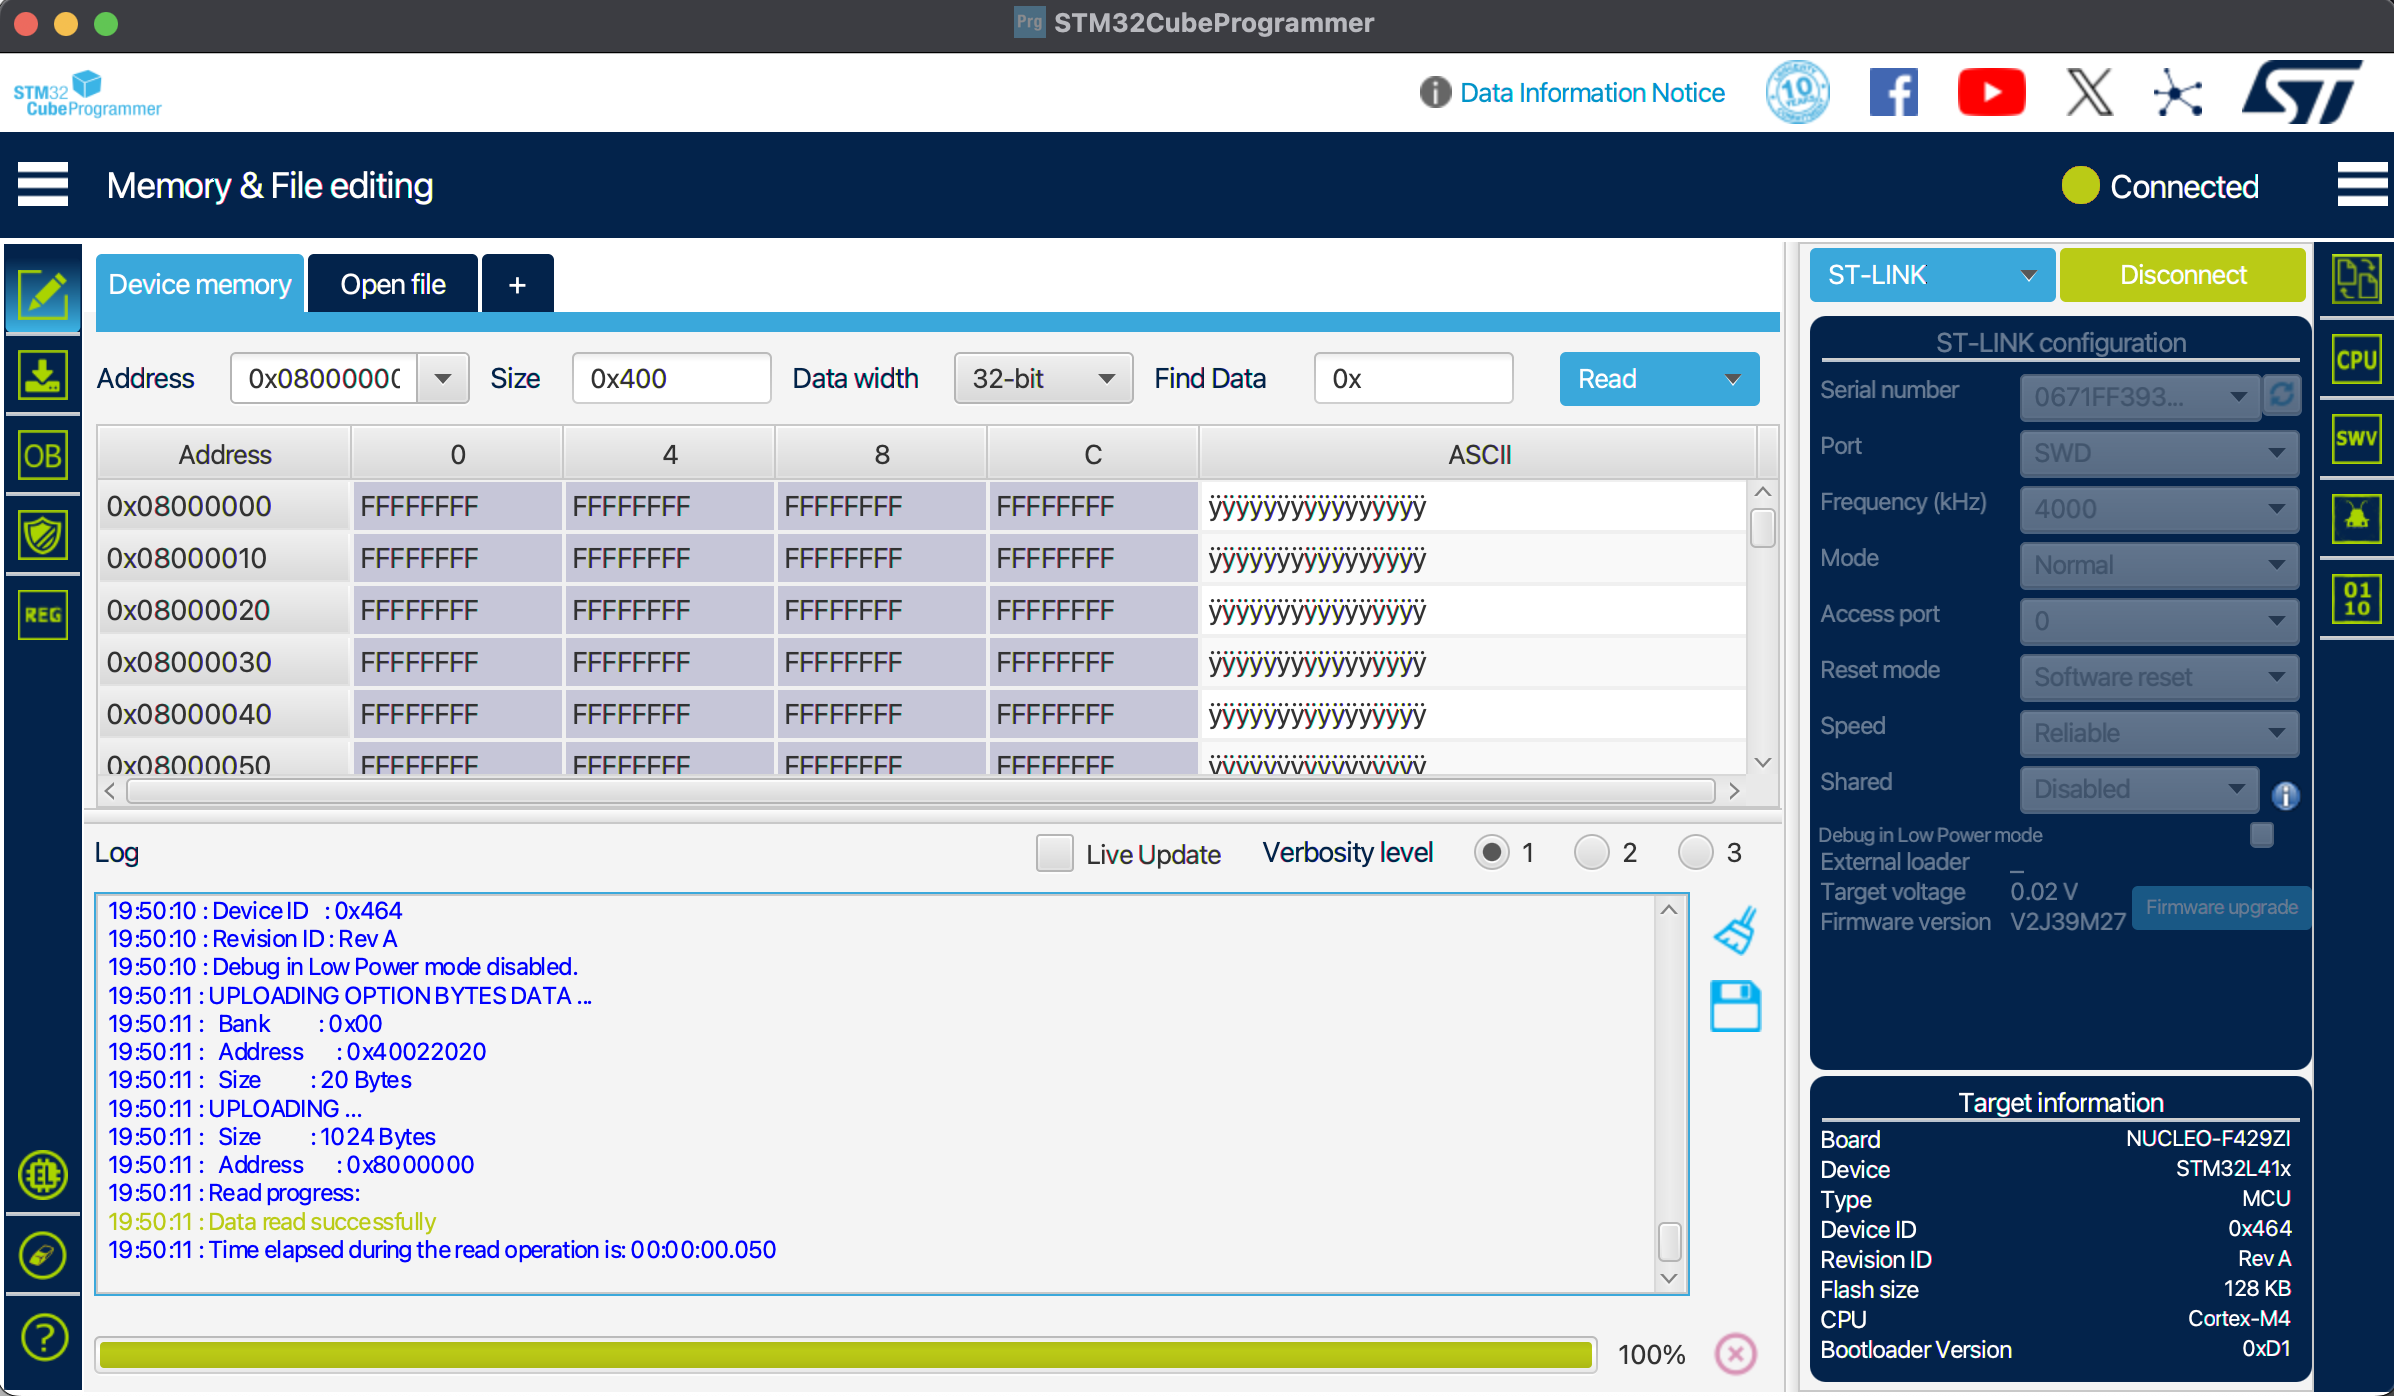 Prg STM32CubeProgrammer
STM32
CubeProgrammer
Data Information Notice
10
YEARS
ST
Memory & File editing
Connected
Device memory
Open file
+
ST-LINK
Disconnect
Address
0x08000000
Size
0x400
Data width
32-bit
Find Data
0x
Read
Address 0 4 8 C ASCII
0x08000000 FFFFFFFF FFFFFFFF FFFFFFFF FFFFFFFF ÿÿÿÿÿÿÿÿÿÿÿÿÿÿÿÿ
0x08000010 FFFFFFFF FFFFFFFF FFFFFFFF FFFFFFFF ÿÿÿÿÿÿÿÿÿÿÿÿÿÿÿÿ
0x08000020 FFFFFFFF FFFFFFFF FFFFFFFF FFFFFFFF ÿÿÿÿÿÿÿÿÿÿÿÿÿÿÿÿ
0x08000030 FFFFFFFF FFFFFFFF FFFFFFFF FFFFFFFF ÿÿÿÿÿÿÿÿÿÿÿÿÿÿÿÿ
0x08000040 FFFFFFFF FFFFFFFF FFFFFFFF FFFFFFFF ÿÿÿÿÿÿÿÿÿÿÿÿÿÿÿÿ
0x08000050 FFFFFFFF FFFFFFFF FFFFFFFF FFFFFFFF ÿÿÿÿÿÿÿÿÿÿÿÿÿÿÿÿ
OB
REG
EL
?
Log
Live Update
Verbosity level
1
2
3
19:50:10 : Device ID : 0x464
19:50:10 : Revision ID : Rev A
19:50:10 : Debug in Low Power mode disabled.
19:50:11 : UPLOADING OPTION BYTES DATA ...
19:50:11 : Bank : 0x00
19:50:11 : Address : 0x40022020
19:50:11 : Size : 20 Bytes
19:50:11 : UPLOADING ...
19:50:11 : Size : 1024 Bytes
19:50:11 : Address : 0x8000000
19:50:11 : Read progress:
19:50:11 : Data read successfully
19:50:11 : Time elapsed during the read operation is: 00:00:00.050
100%
ST-LINK configuration
Serial number 0671FF393...
Port SWD
Frequency (kHz) 4000
Mode Normal
Access port 0
Reset mode Software reset
Speed Reliable
Shared Disabled
Debug in Low Power mode
External loader _
Target voltage 0.02 V
Firmware version V2J39M27
Firmware upgrade
Target information
Board NUCLEO-F429ZI
Device STM32L41x
Type MCU
Device ID 0x464
Revision ID Rev A
Flash size 128 KB
CPU Cortex-M4
Bootloader Version 0xD1
CPU
SWV
01
10